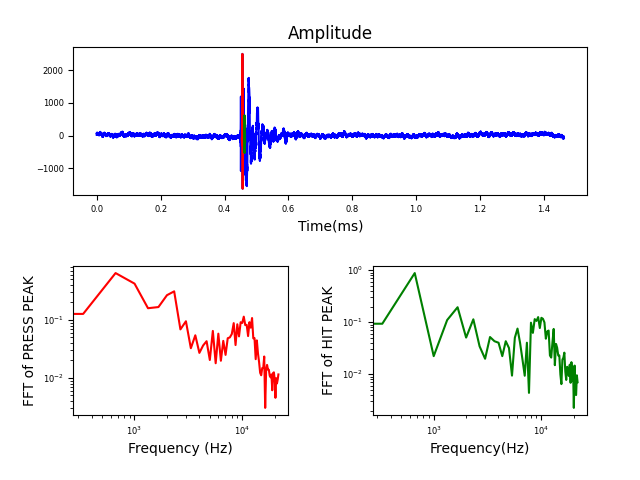 Amplitude
2000
1000
0
−1000
0.0 0.2 0.4 0.6 0.8 1.0 1.2 1.4
Time(ms)
FFT of PRESS PEAK
10⁻¹
10⁻²
10³ 10⁴
Frequency (Hz)
FFT of HIT PEAK
10⁰
10⁻¹
10⁻²
10³ 10⁴
Frequency(Hz)